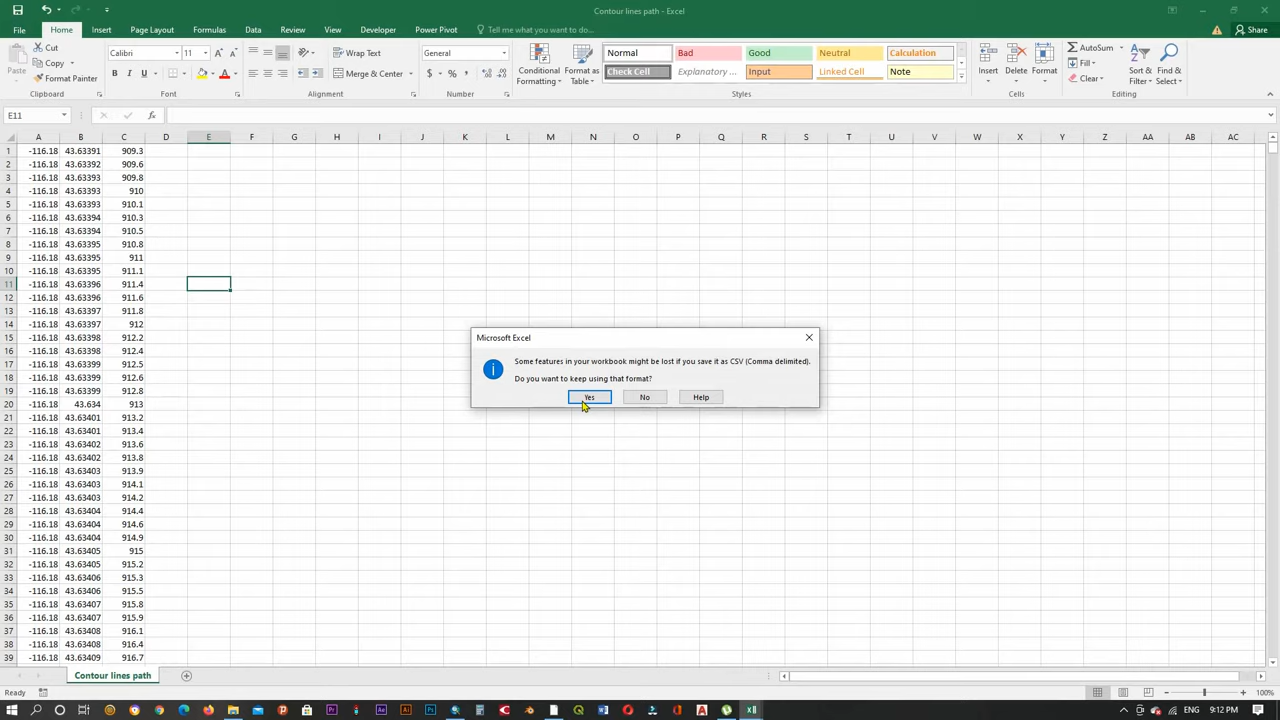 Contour lines path - Excel
File Home Insert Page Layout Formulas Data Review View Developer Power Pivot Tell me what you want to do... Share
Paste
Cut
Copy
Format Painter
Clipboard
Calibri 11
B I U
Font
Wrap Text
Merge & Center
Alignment
General
$ % ,
Number
Conditional Formatting
Format as Table
Normal Bad Good Neutral Calculation
Check Cell Explanatory ... Input Linked Cell Note
Styles
Insert Delete Format
Cells
AutoSum
Fill
Clear
Sort & Filter
Find & Select
Editing
E11 fx
A B C D E F G H I J K L M N O P Q R S T U V W X Y Z AA AB AC
1 -116.18 43.63391 909.3
2 -116.18 43.63392 909.6
3 -116.18 43.63393 909.8
4 -116.18 43.63393 910
5 -116.18 43.63393 910.1
6 -116.18 43.63394 910.3
7 -116.18 43.63394 910.5
8 -116.18 43.63395 910.8
9 -116.18 43.63395 911
10 -116.18 43.63395 911.1
11 -116.18 43.63396 911.4
12 -116.18 43.63396 911.6
13 -116.18 43.63397 911.8
14 -116.18 43.63397 912
15 -116.18 43.63398 912.2
16 -116.18 43.63398 912.4
17 -116.18 43.63399 912.5
18 -116.18 43.63399 912.6
19 -116.18 43.63399 912.8
20 -116.18 43.634 913
21 -116.18 43.63401 913.2
22 -116.18 43.63401 913.4
23 -116.18 43.63402 913.6
24 -116.18 43.63402 913.8
25 -116.18 43.63403 913.9
26 -116.18 43.63403 914.1
27 -116.18 43.63403 914.2
28 -116.18 43.63404 914.4
29 -116.18 43.63404 914.6
30 -116.18 43.63404 914.9
31 -116.18 43.63405 915
32 -116.18 43.63405 915.2
33 -116.18 43.63406 915.3
34 -116.18 43.63406 915.5
35 -116.18 43.63407 915.8
36 -116.18 43.63407 915.9
37 -116.18 43.63408 916.1
38 -116.18 43.63408 916.4
39 -116.18 43.63409 916.7
Microsoft Excel
Some features in your workbook might be lost if you save it as CSV (Comma delimited).
Do you want to keep using that format?
Yes No Help
Contour lines path
Ready 100%
ENG 9:12 PM